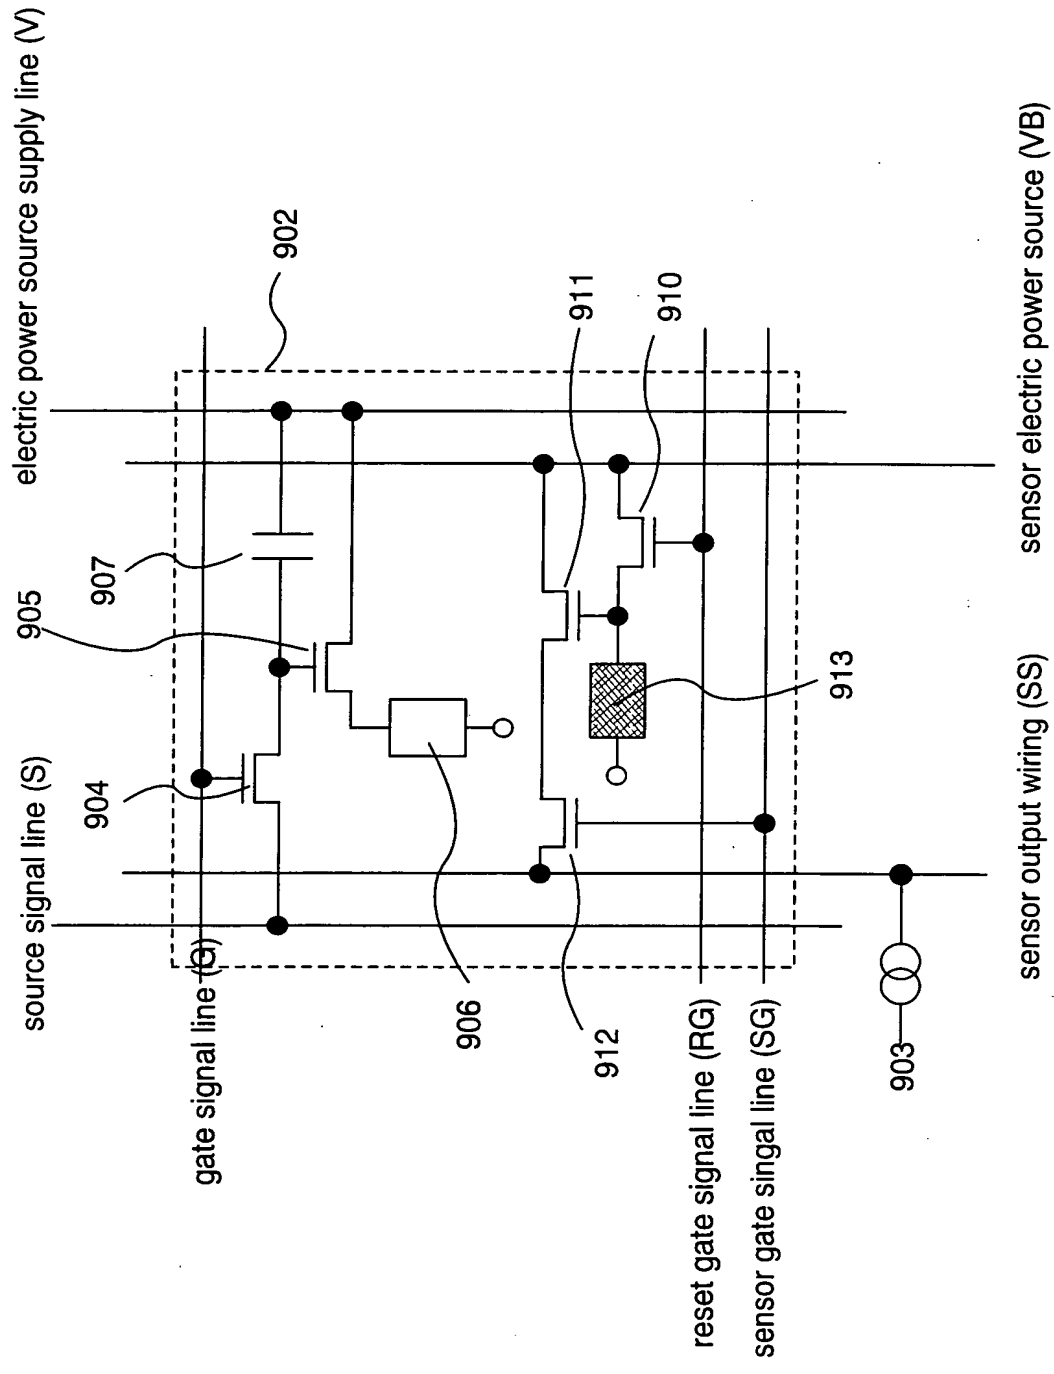 source signal line (S)
electric power source supply line (V)
904
905
907
902
gate signal line (G)
906
912
911
910
913
reset gate signal line (RG)
sensor gate singal line (SG)
903
sensor output wiring (SS)
sensor electric power source (VB)